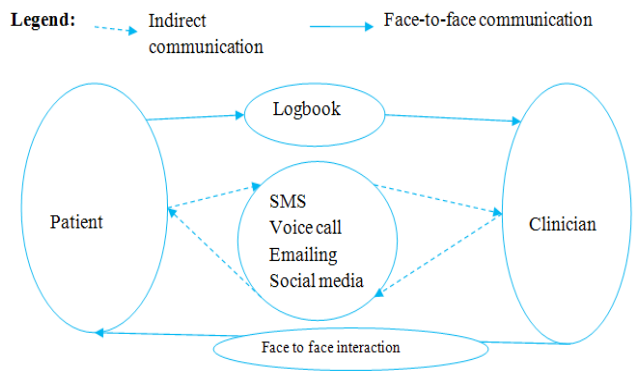 Legend: Indirect communication Face-to-face communication
Logbook
Patient
SMS
Voice call
Emailing
Social media
Clinician
Face to face interaction